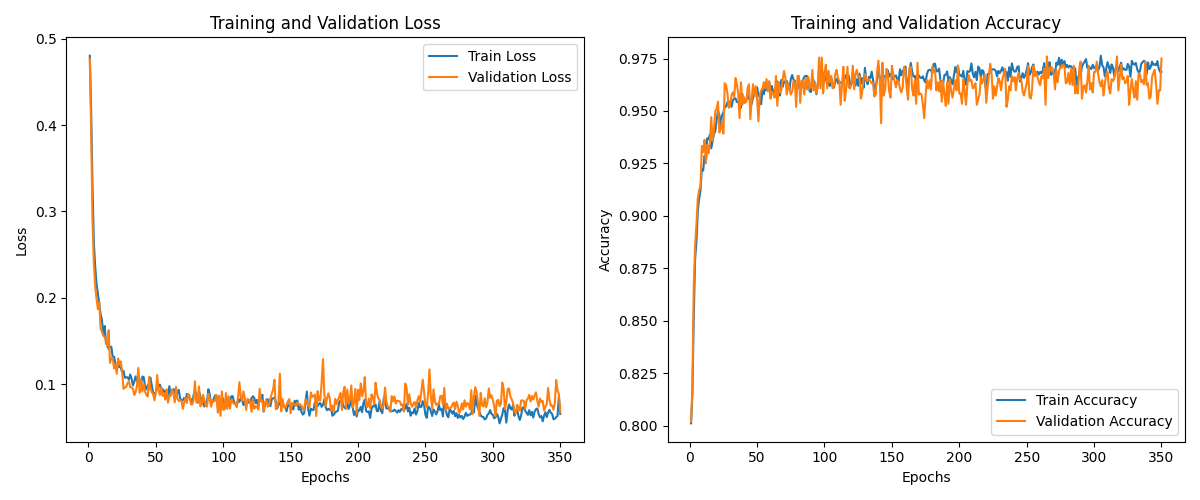 Training and Validation Loss
Train Loss
Validation Loss
0.5
0.4
0.3
0.2
0.1
Loss
0
50
100
150
200
250
300
350
Epochs
Training and Validation Accuracy
0.975
0.950
0.925
0.900
0.875
0.850
0.825
0.800
Accuracy
Train Accuracy
Validation Accuracy
0
50
100
150
200
250
300
350
Epochs